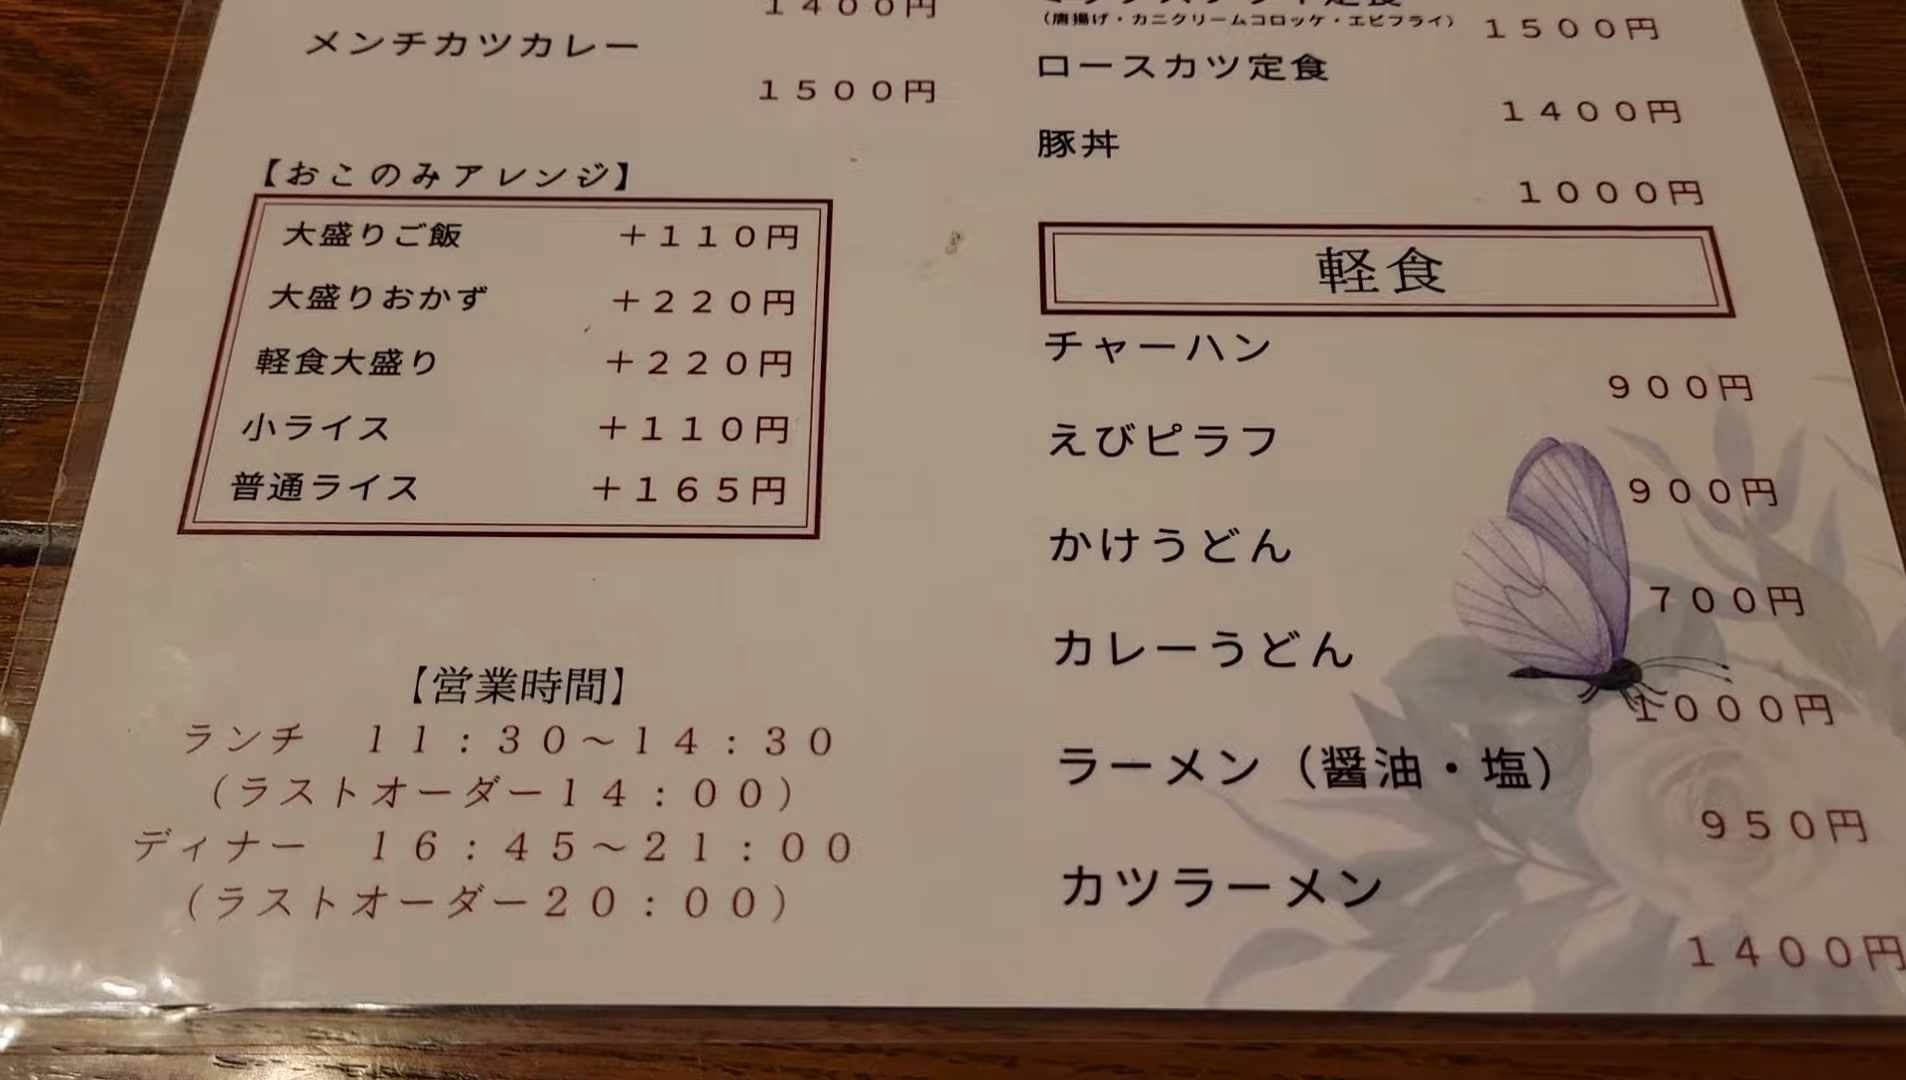 １４００円
メンチカツカレー
１５００円
【おこのみアレンジ】
大盛りご飯 ＋１１０円
大盛りおかず ＋２２０円
軽食大盛り ＋２２０円
小ライス ＋１１０円
普通ライス ＋１６５円
【営業時間】
ランチ　１１：３０～１４：３０
（ラストオーダー１４：００）
ディナー　１６：４５～２１：００
（ラストオーダー２０：００）
（唐揚げ・カニクリームコロッケ・エビフライ） １５００円
ロースカツ定食
１４００円
豚丼
１０００円
軽食
チャーハン
９００円
えびピラフ
９００円
かけうどん
７００円
カレーうどん
１０００円
ラーメン（醤油・塩）
９５０円
カツラーメン
１４００円